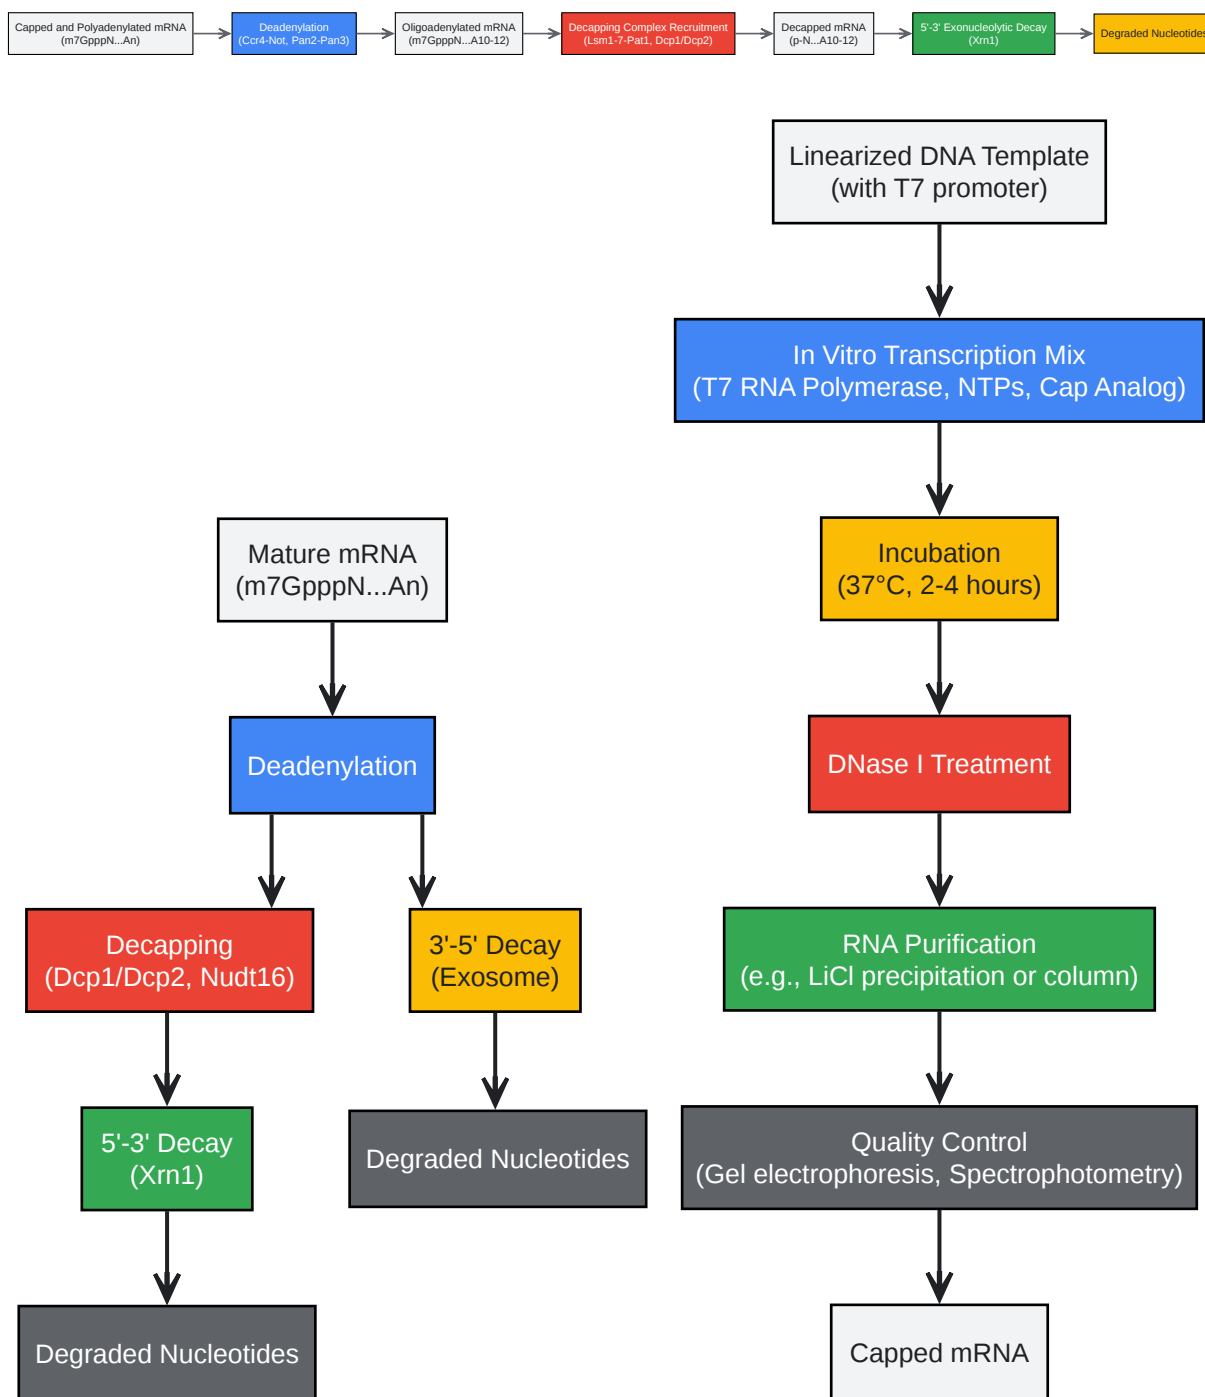 Capped and Polyadenylated mRNA
(m7GpppN...An)
Deadenylation
(Ccr4-Not, Pan2-Pan3)
Oligoadenylated mRNA
(m7GpppN...A10-12)
Decapping Complex Recruitment
(Lsm1-7-Pat1, Dcp1/Dcp2)
Decapped mRNA
(p-N...A10-12)
5'-3' Exonucleolytic Decay
(Xrn1)
Degraded Nucleotides
Mature mRNA
(m7GpppN...An)
Deadenylation
Decapping
(Dcp1/Dcp2, Nudt16)
3'-5' Decay
(Exosome)
5'-3' Decay
(Xrn1)
Degraded Nucleotides
Degraded Nucleotides
Linearized DNA Template
(with T7 promoter)
In Vitro Transcription Mix
(T7 RNA Polymerase, NTPs, Cap Analog)
Incubation
(37°C, 2-4 hours)
DNase I Treatment
RNA Purification
(e.g., LiCl precipitation or column)
Quality Control
(Gel electrophoresis, Spectrophotometry)
Capped mRNA